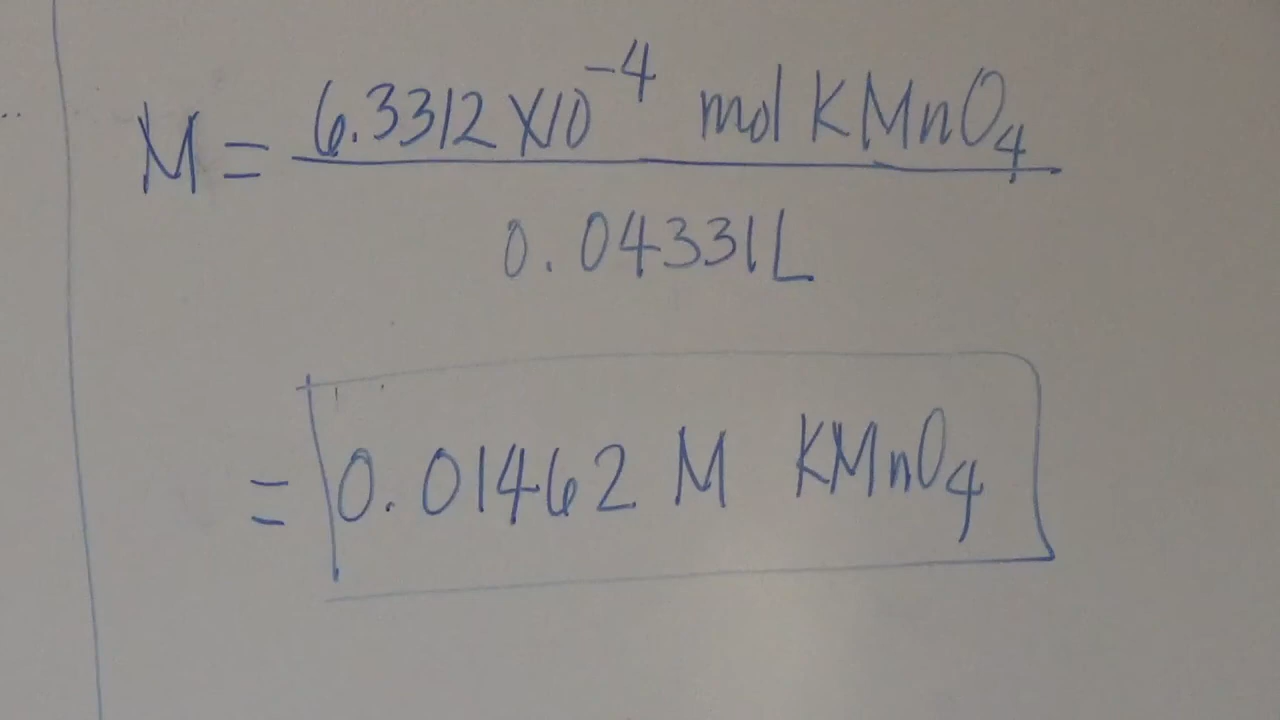 M = 6.3312 X10⁻⁴ mol KMnO₄
0.04331L
= 0.01462 M KMnO₄